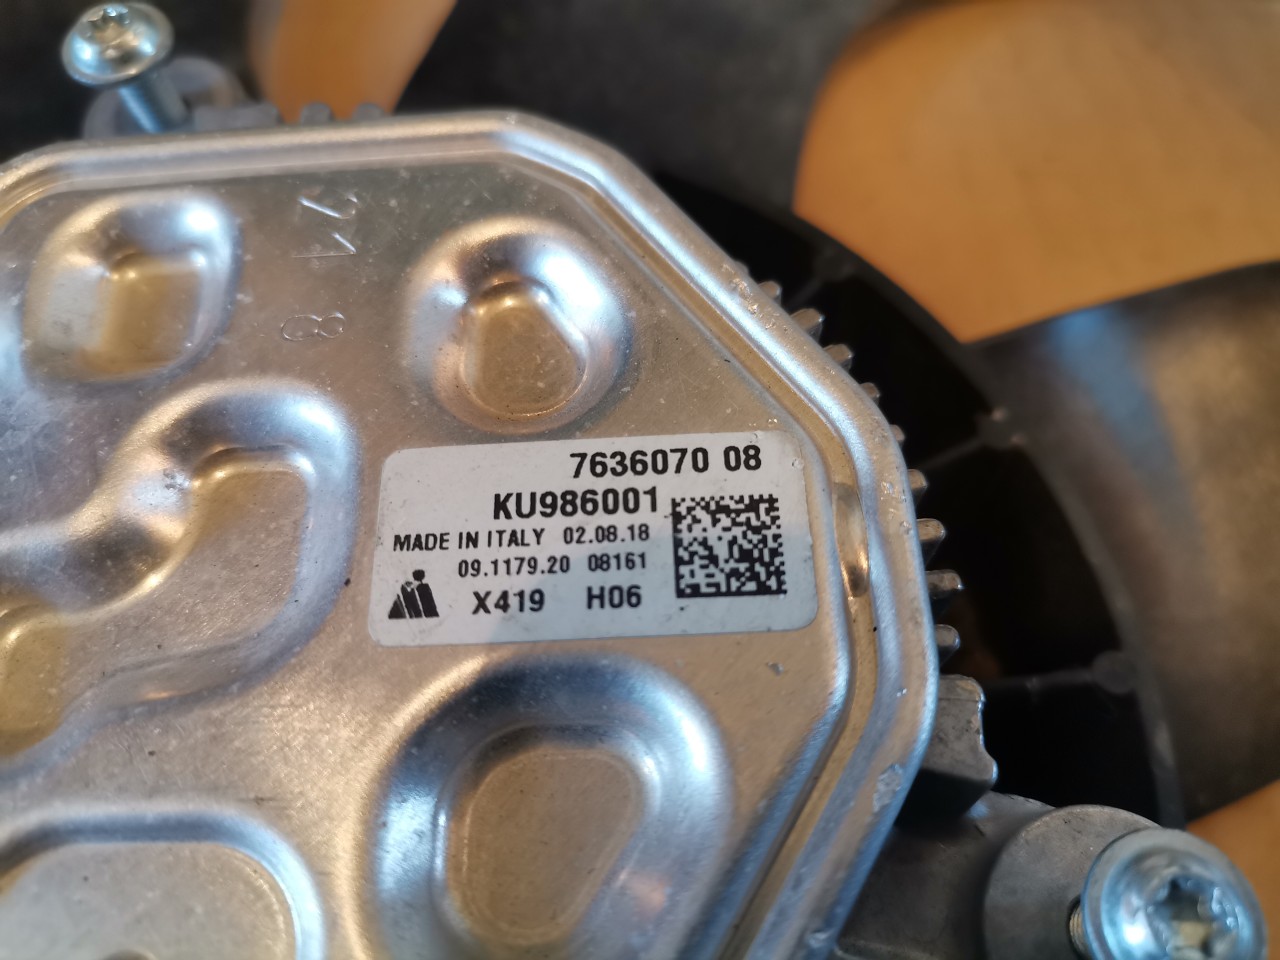 7636070 08
KU986001
MADE IN ITALY 02.08.18
09.1179.20 08161
X419 H06